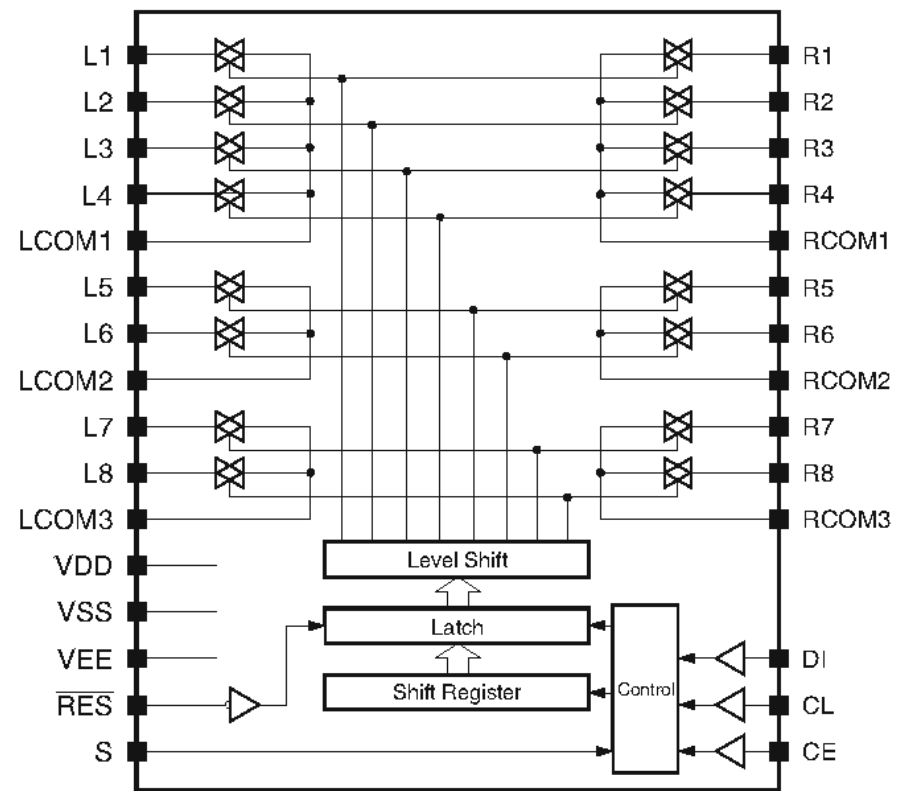 L1 R1
L2 R2
L3 R3
L4 R4
LCOM1 RCOM1
L5 R5
L6 R6
LCOM2 RCOM2
L7 R7
L8 R8
LCOM3 RCOM3
VDD Level Shift
VSS Latch
VEE DI
RES Shift Register Control CL
S CE